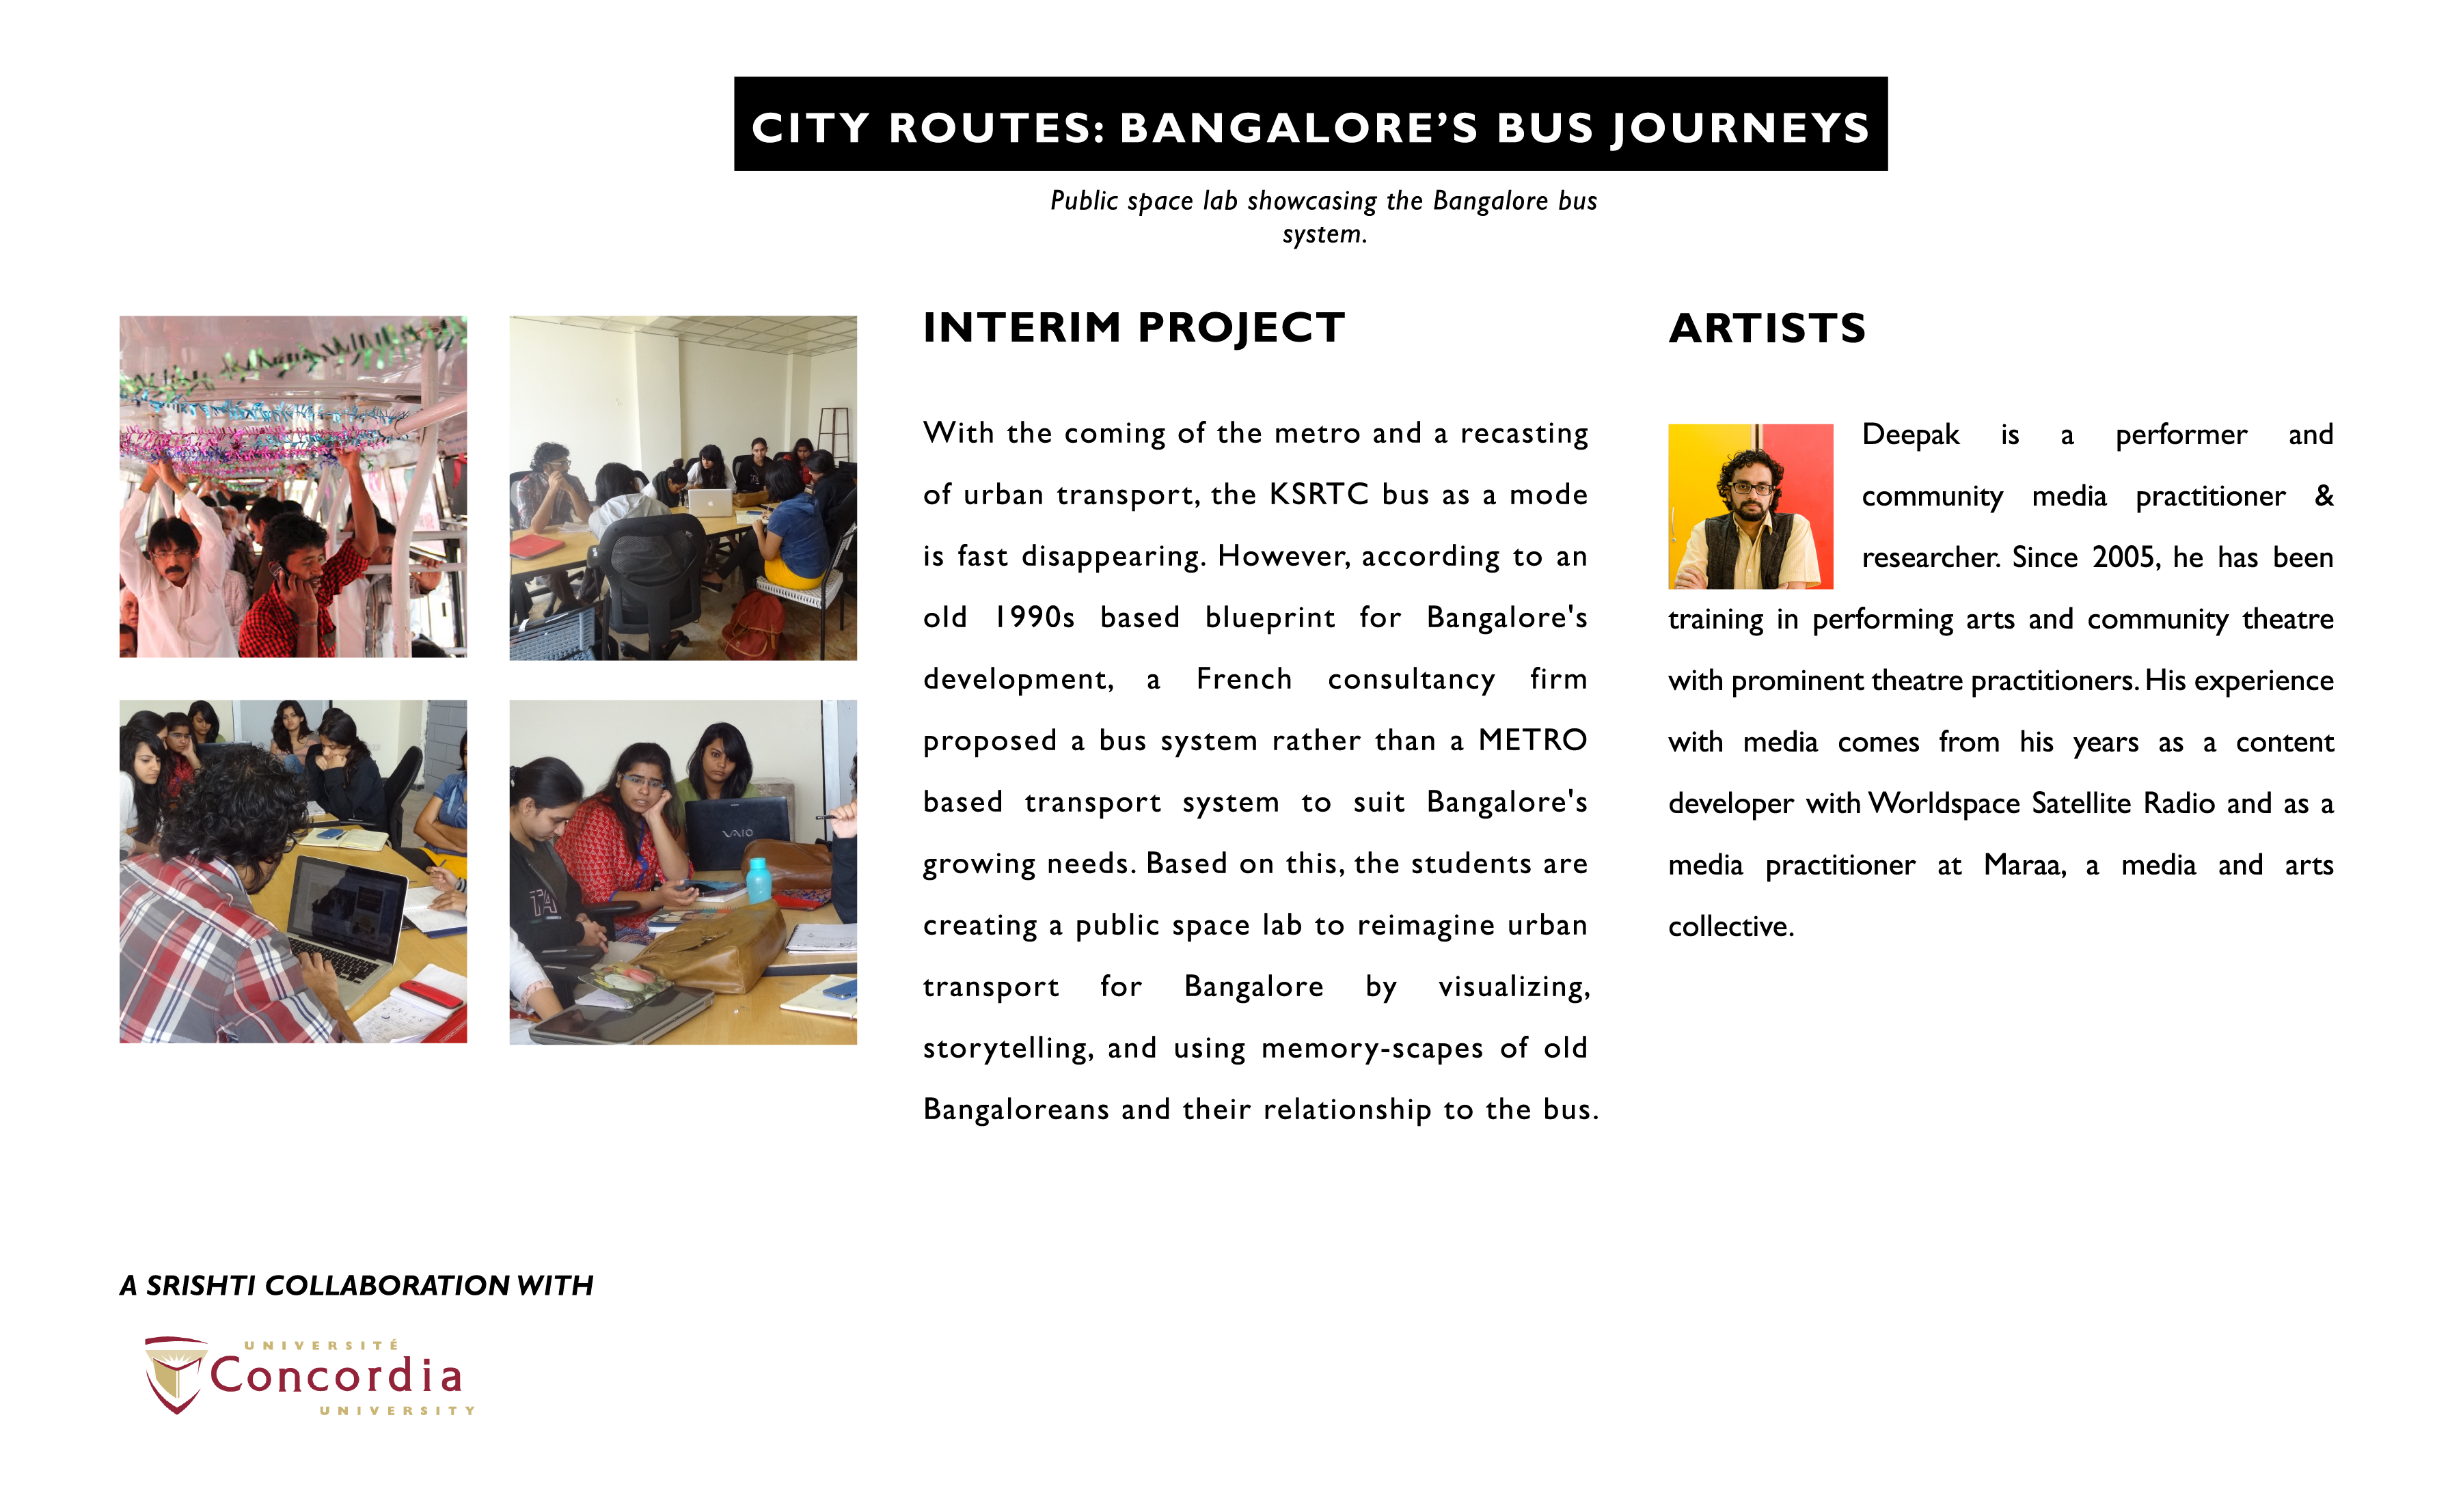 CITY ROUTES: BANGALORE’S BUS JOURNEYS
Public space lab showcasing the Bangalore bus
system.
INTERIM PROJECT
With the coming of the metro and a recasting
of urban transport, the KSRTC bus as a mode
is fast disappearing. However, according to an
old 1990s based blueprint for Bangalore's
development, a French consultancy firm
proposed a bus system rather than a METRO
based transport system to suit Bangalore's
growing needs. Based on this, the students are
creating a public space lab to reimagine urban
transport for Bangalore by visualizing,
storytelling, and using memory-scapes of old
Bangaloreans and their relationship to the bus.
ARTISTS
Deepak is a performer and
community media practitioner &
researcher. Since 2005, he has been
training in performing arts and community theatre
with prominent theatre practitioners. His experience
with media comes from his years as a content
developer with Worldspace Satellite Radio and as a
media practitioner at Maraa, a media and arts
collective.
VAIO
A SRISHTI COLLABORATION WITH
UNIVERSITÉ
Concordia
UNIVERSITY